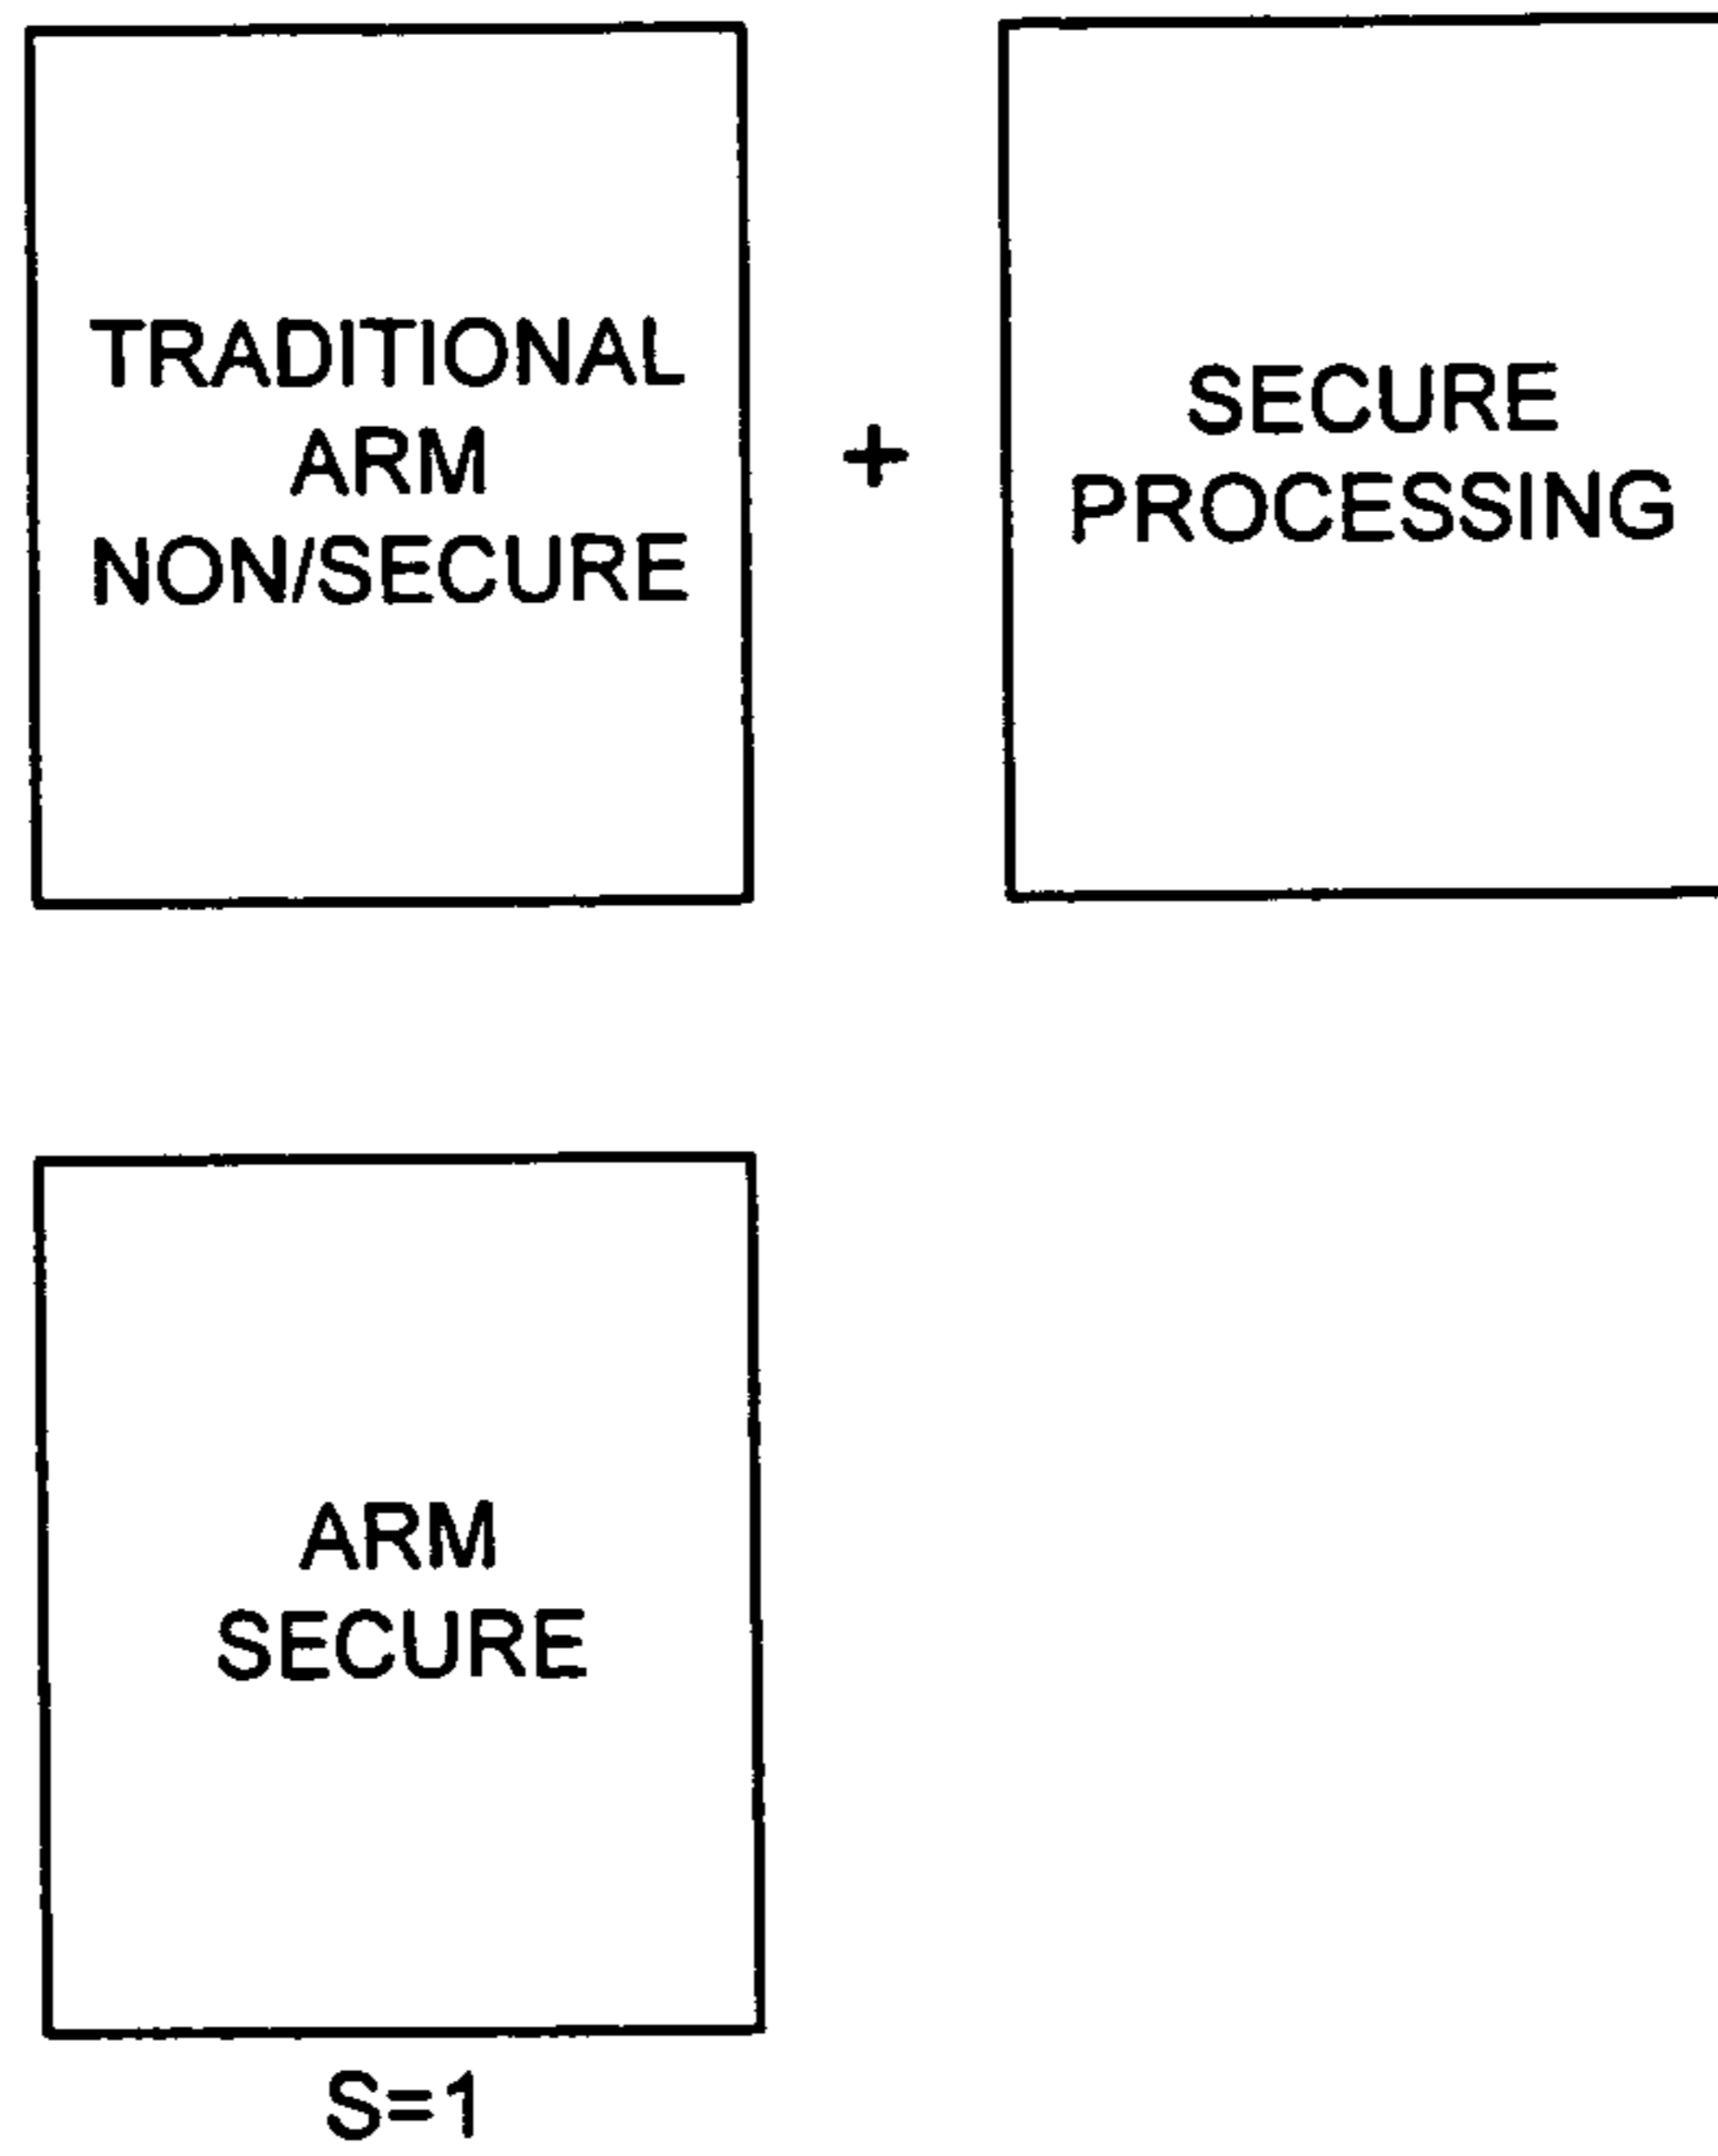 TRADITIONAL
ARM
NON/SECURE
+
SECURE
PROCESSING
ARM
SECURE
S=1